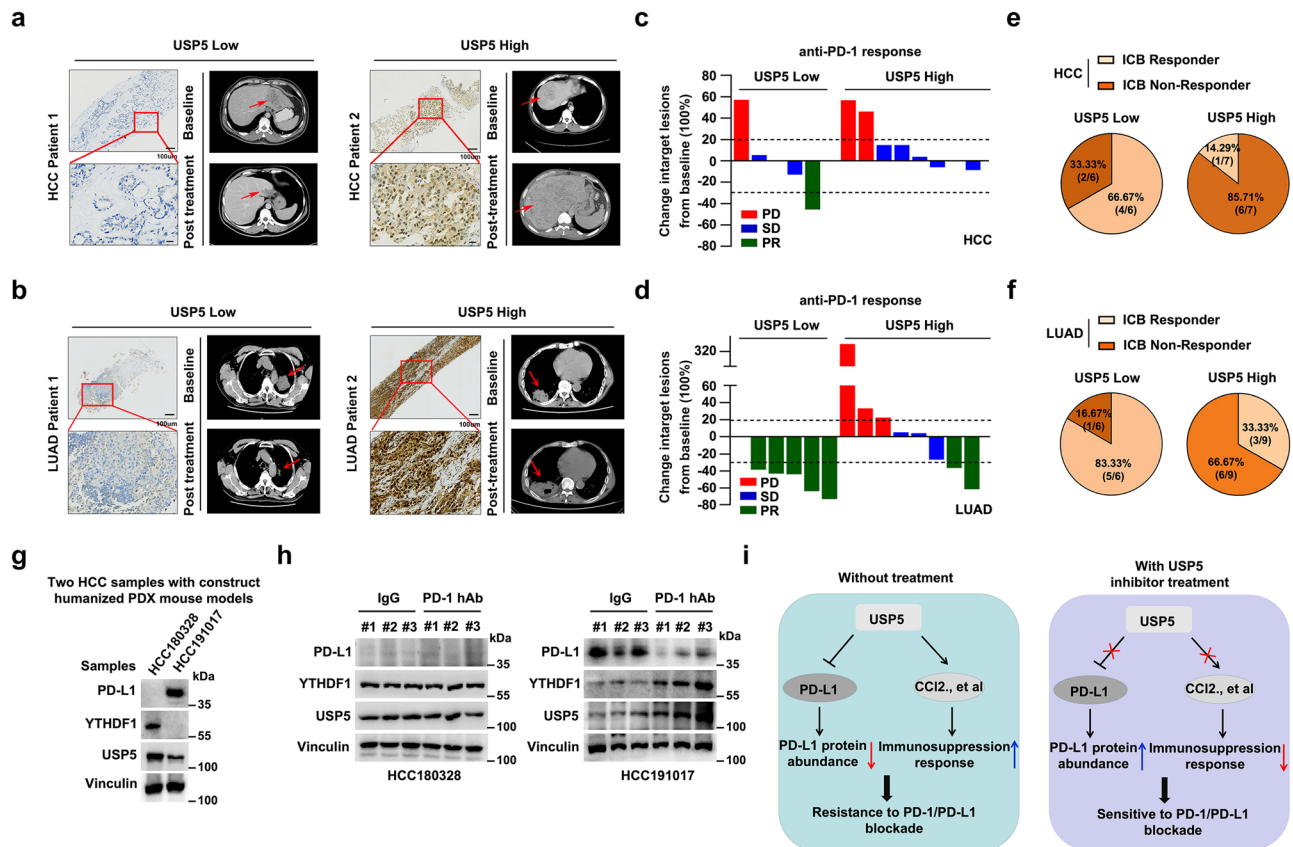 a
USP5 Low
USP5 High
HCC Patient 1
100um
Baseline
Post treatment
HCC Patient 2
100um
Baseline
Post-treatment
b
USP5 Low
USP5 High
LUAD Patient 1
100um
Baseline
Post treatment
LUAD Patient 2
100um
Baseline
Post-treatment
c
anti-PD-1 response
USP5 Low
USP5 High
Change intarget lesions
from baseline (100%)
80
60
40
20
0
-20
-40
-60
-80
PD
SD
PR
HCC
d
anti-PD-1 response
USP5 Low
USP5 High
Change intarget lesions
from baseline (100%)
320
60
40
20
0
-20
-40
-60
-80
PD
SD
PR
LUAD
e
HCC
ICB Responder
ICB Non-Responder
USP5 Low
USP5 High
33.33%
(2/6)
66.67%
(4/6)
14.29%
(1/7)
85.71%
(6/7)
f
LUAD
ICB Responder
ICB Non-Responder
USP5 Low
USP5 High
16.67%
(1/6)
83.33%
(5/6)
33.33%
(3/9)
66.67%
(6/9)
g
Two HCC samples with construct
humanized PDX mouse models
Samples
HCC180328
HCC191017
kDa
PD-L1
35
YTHDF1
55
USP5
100
Vinculin
100
h
IgG
PD-1 hAb
#1 #2 #3 #1 #2 #3
kDa
PD-L1
35
YTHDF1
55
USP5
100
Vinculin
100
HCC180328
IgG
PD-1 hAb
#1 #2 #3 #1 #2 #3
kDa
PD-L1
35
YTHDF1
55
USP5
100
Vinculin
100
HCC191017
i
Without treatment
USP5
PD-L1
CCl2., et al
PD-L1 protein
abundance
Immunosuppression
response
Resistance to PD-1/PD-L1
blockade
With USP5
inhibitor treatment
USP5
PD-L1
CCl2., et al
PD-L1 protein
abundance
Immunosuppression
response
Sensitive to PD-1/PD-L1
blockade